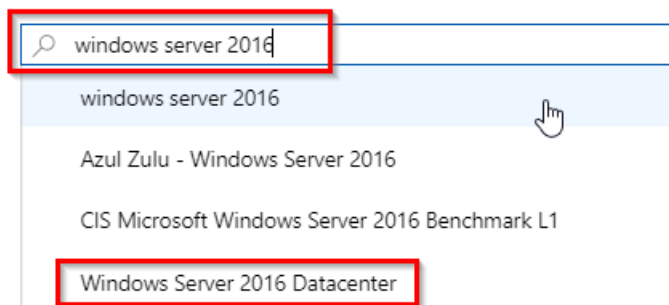 windows server 2016
windows server 2016
Azul Zulu - Windows Server 2016
CIS Microsoft Windows Server 2016 Benchmark L1
Windows Server 2016 Datacenter